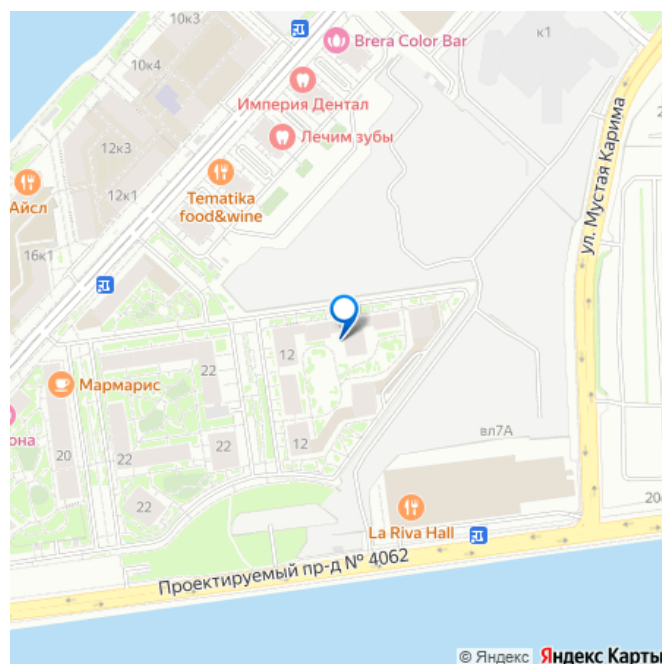 10к3
к1
Brera Color Bar
10к4
Империя Дентал
12к3
Лечим зубы
ул. Мустая Карима
12к1
Айсл
Tematika
food&wine
16к1
12
22
Мармарис
она
12
вл7А
20
22
22
22
La Riva Hall
Проектируемый пр-д № 4062
© Яндекс Яндекс Карты